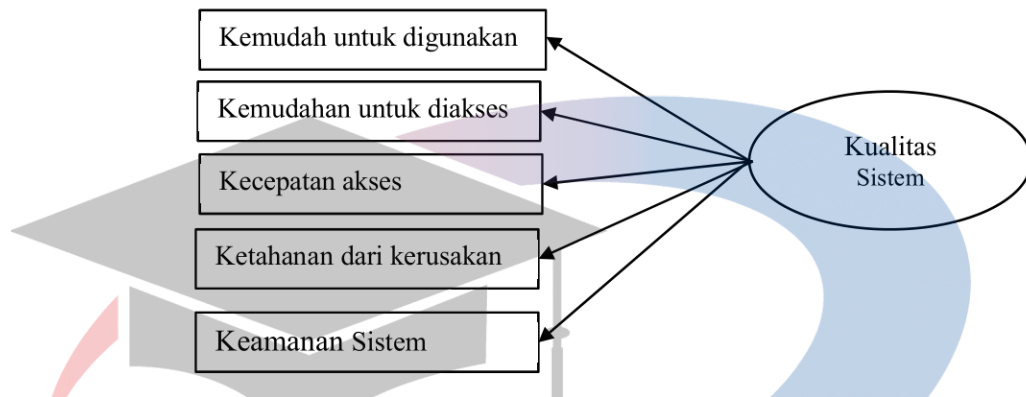 Kemudah untuk digunakan
Kemudahan untuk diakses
Kecepatan akses
Ketahanan dari kerusakan
Keamanan Sistem
Kualitas
Sistem